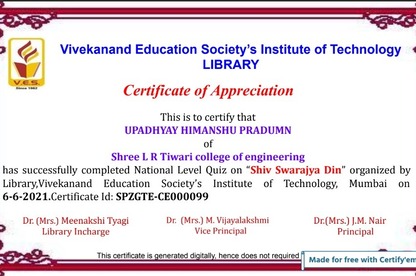 Vivekanand Education Society's Institute of Technology
LIBRARY
V.E.S.
Since 1962
Certificate of Appreciation
This is to certify that
UPADHYAY HIMANSHU PRADUMN
of
Shree L R Tiwari college of engineering
has successfully completed National Level Quiz on “Shiv Swarajya Din” organized by
Library,Vivekanand Education Society's Institute of Technology, Mumbai on
6-6-2021.Certificate Id: SPZGTE-CE000099
Dr. (Mrs.) Meenakshi Tyagi
Library Incharge
Dr. (Mrs.) M. Vijayalakshmi
Vice Principal
Dr.(Mrs.) J.M. Nair
Principal
This certificate is generated digitally, hence does not required
Made for free with Certify'em